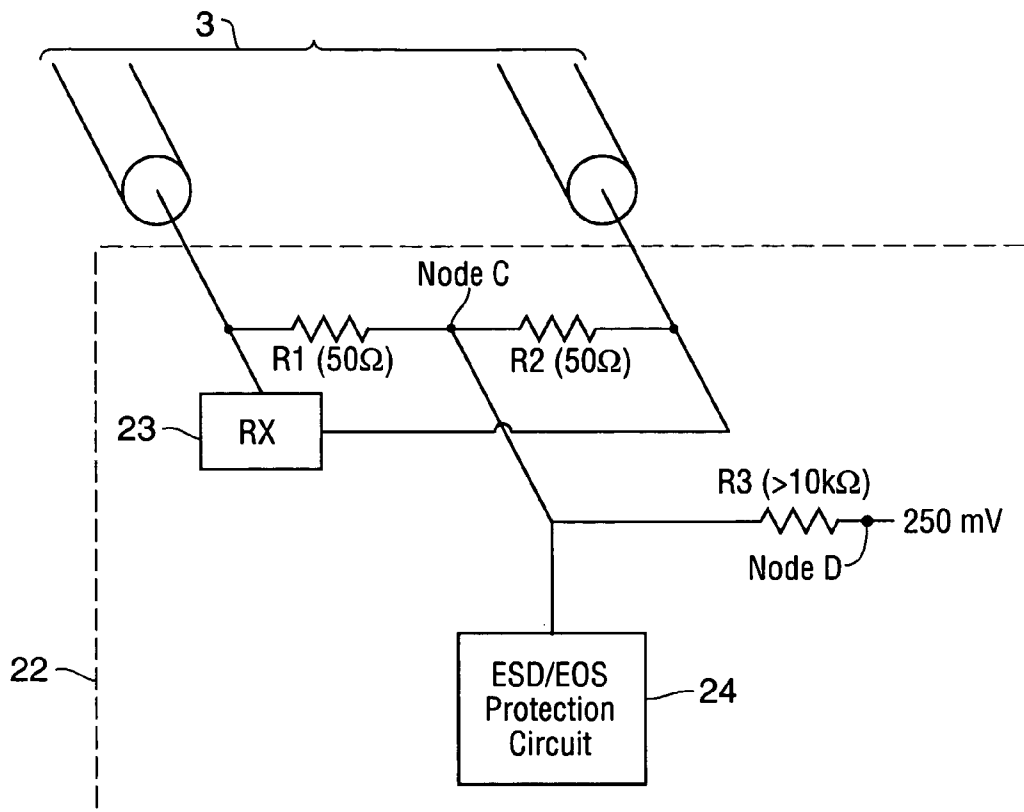 3
Node C
R1 (50Ω)
R2 (50Ω)
23
RX
R3 (>10kΩ)
250 mV
Node D
22
ESD/EOS
Protection
Circuit
24